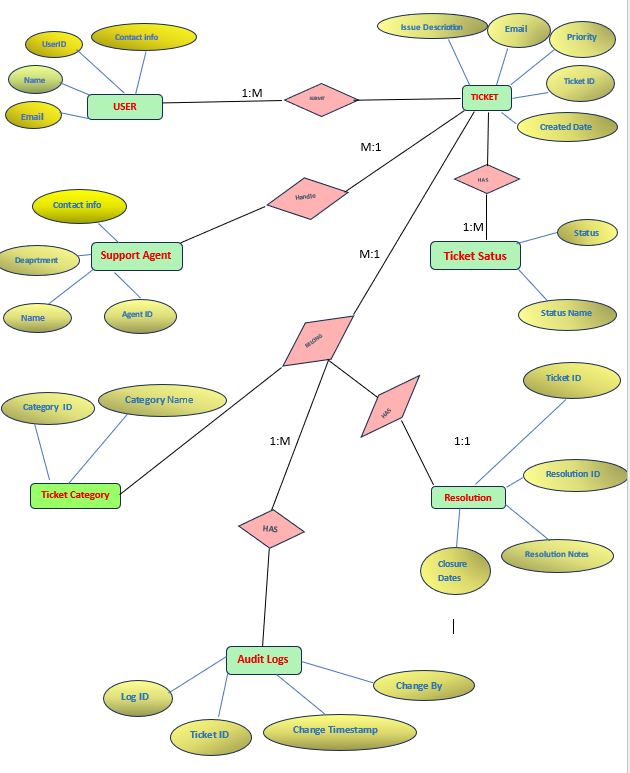 Issue Description
Email
Priority
UserID
Contact info
Name
Ticket ID
Email
USER
1:M
SUBMIT
TICKET
Created Date
M:1
HAS
Handle
Contact info
1:M
Status
Deaprtment
Support Agent
M:1
Ticket Satus
Name
Agent ID
Status Name
BELONG
Ticket ID
Category ID
Category Name
HAS
1:M
1:1
Ticket Category
Resolution
Resolution ID
HAS
Closure
Dates
Resolution Notes
Audit Logs
Log ID
Change By
Ticket ID
Change Timestamp